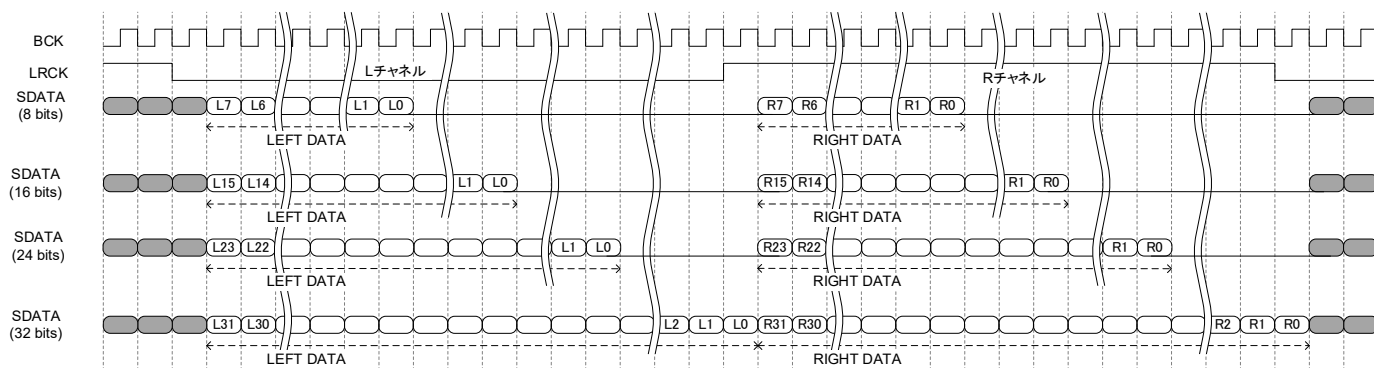 BCK
LRCK
Lチャネル
Rチャネル
SDATA
(8 bits)
L7 L6 L1 L0 R7 R6 R1 R0
LEFT DATA RIGHT DATA
SDATA
(16 bits)
L15 L14 L1 L0 R15 R14 R1 R0
LEFT DATA RIGHT DATA
SDATA
(24 bits)
L23 L22 L1 L0 R23 R22 R1 R0
LEFT DATA RIGHT DATA
SDATA
(32 bits)
L31 L30 L2 L1 L0 R31 R30 R2 R1 R0
LEFT DATA RIGHT DATA